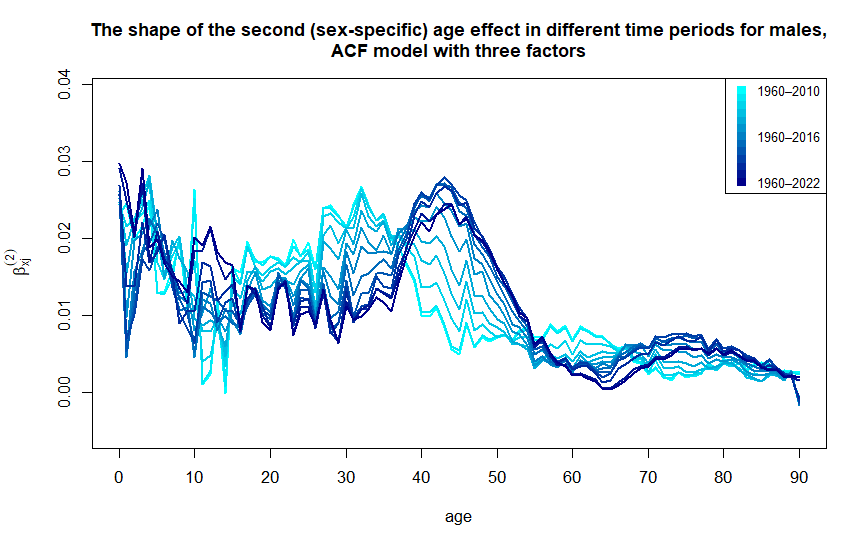 The shape of the second (sex-specific) age effect in different time periods for males,
ACF model with three factors
0.04
0.03
0.02
0.01
0.00
βxj(2)
1960–2010
1960–2016
1960–2022
0 10 20 30 40 50 60 70 80 90
age